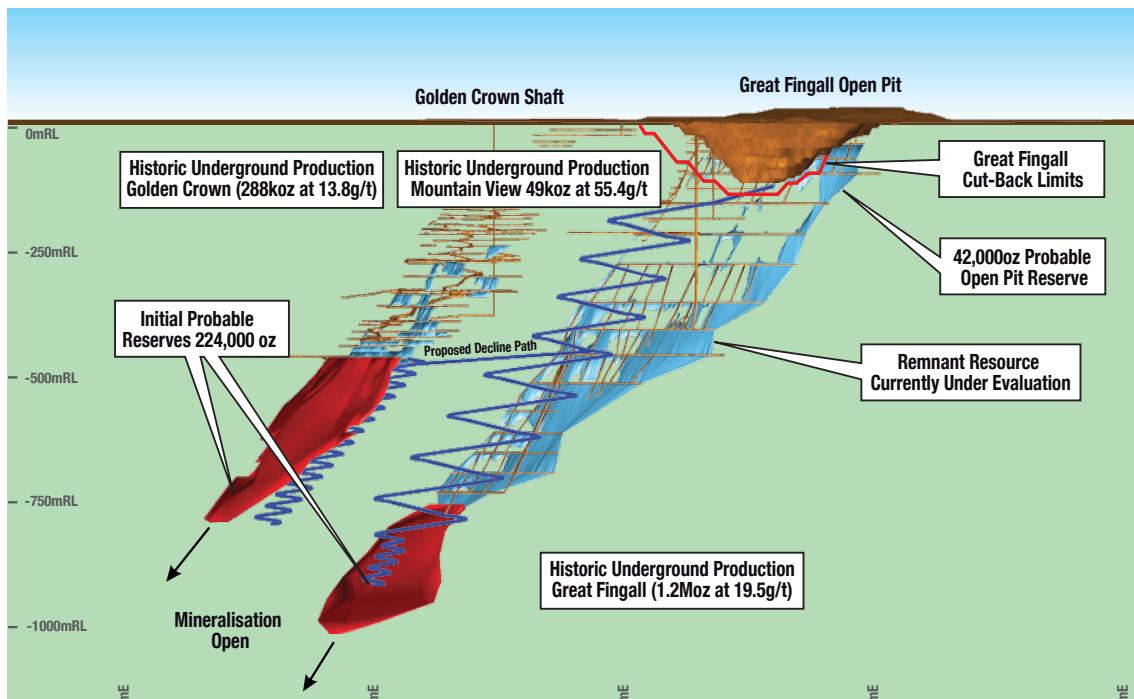 Golden Crown Shaft
Great Fingall Open Pit
0mRL
Historic Underground Production
Golden Crown (288koz at 13.8g/t)
Historic Underground Production
Mountain View 49koz at 55.4g/t
Great Fingall
Cut-Back Limits
-250mRL
42,000oz Probable
Open Pit Reserve
Initial Probable
Reserves 224,000 oz
Proposed Decline Path
Remnant Resource
Currently Under Evaluation
-500mRL
-750mRL
Historic Underground Production
Great Fingall (1.2Moz at 19.5g/t)
Mineralisation
Open
-1000mRL
mE
mE
mE
mE
mE